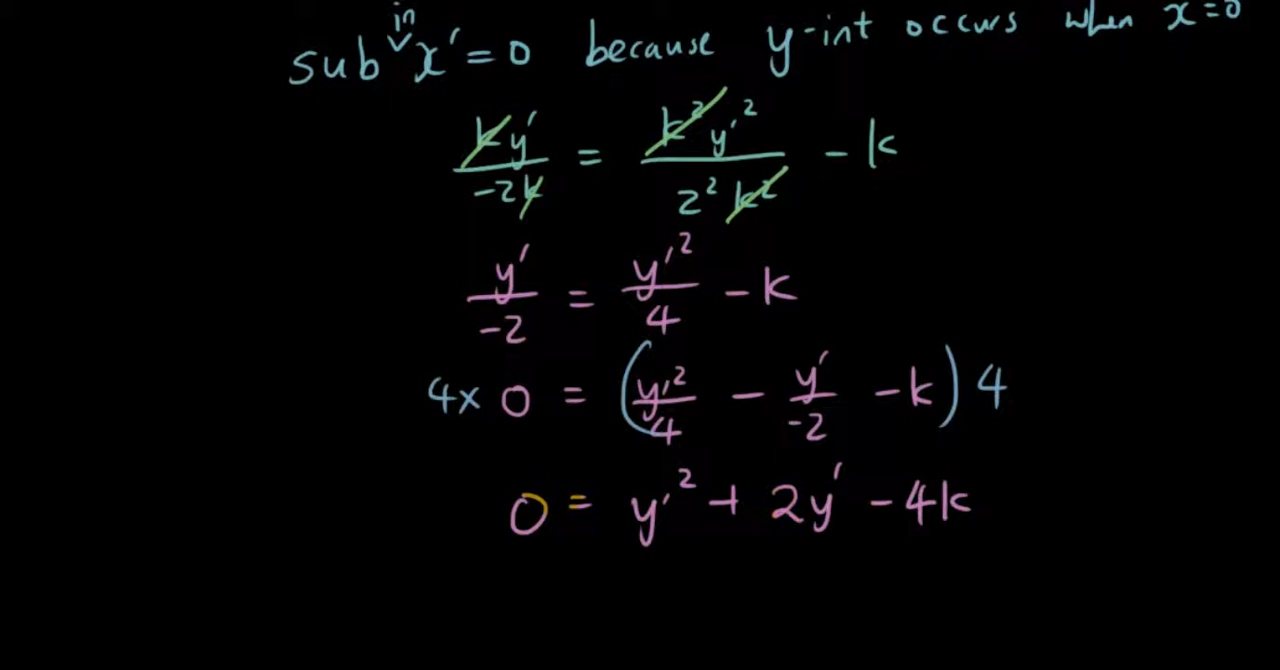 sub in x' = 0 because y-int occurs when x = 0
ky'/-2k = k²y'²/2²k² - k
y'/-2 = y'²/4 - k
4x 0 = (y'²/4 - y'/-2 - k) 4
0 = y'² + 2y' - 4k